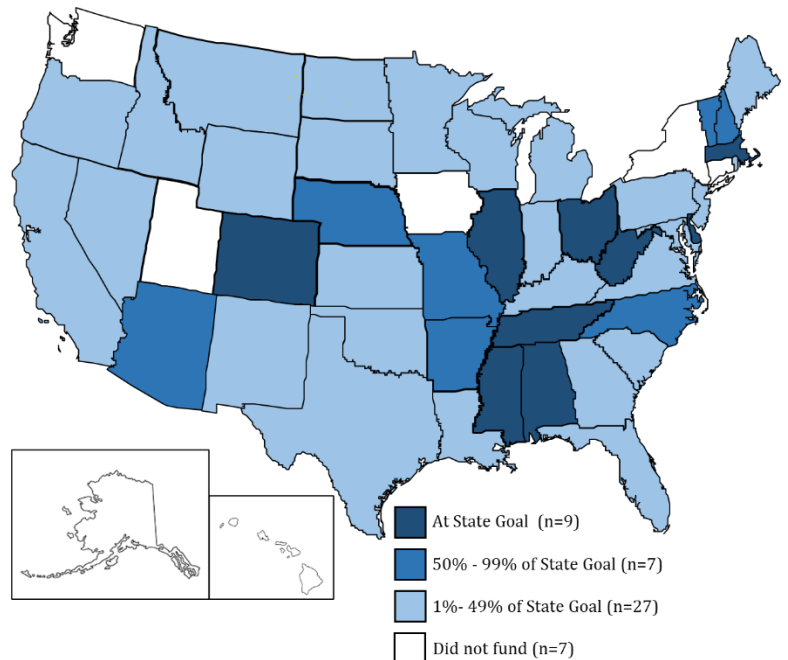 At State Goal (n=9)
50% - 99% of State Goal (n=7)
1%- 49% of State Goal (n=27)
Did not fund (n=7)